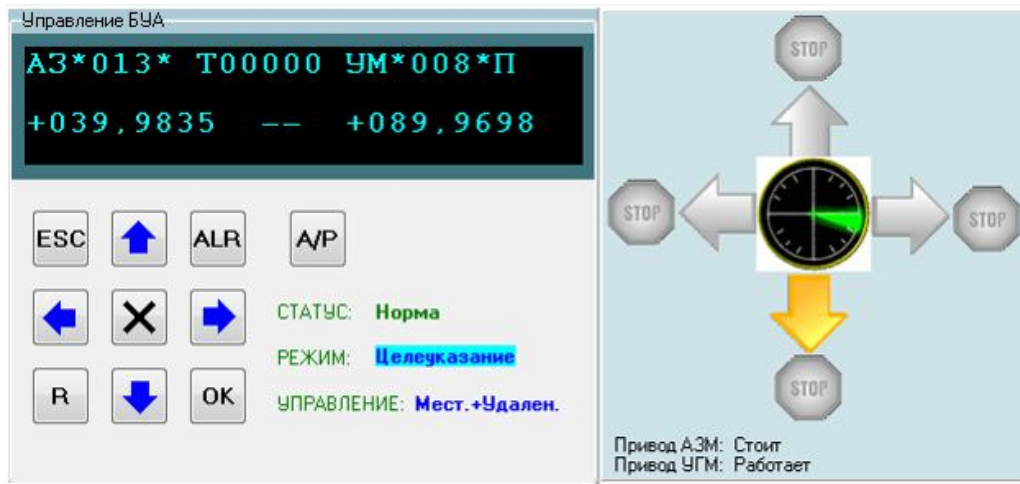 Управление БУА
АЗ*013* Т00000 УМ*008*П
+039,9835 -- +089,9698
ESC
ALR
А/Р
СТАТУС: Норма
РЕЖИМ: Целеуказание
R
OK
УПРАВЛЕНИЕ: Мест.+Удален.
STOP
STOP
STOP
STOP
Привод АЗМ: Стоит
Привод УГМ: Работает